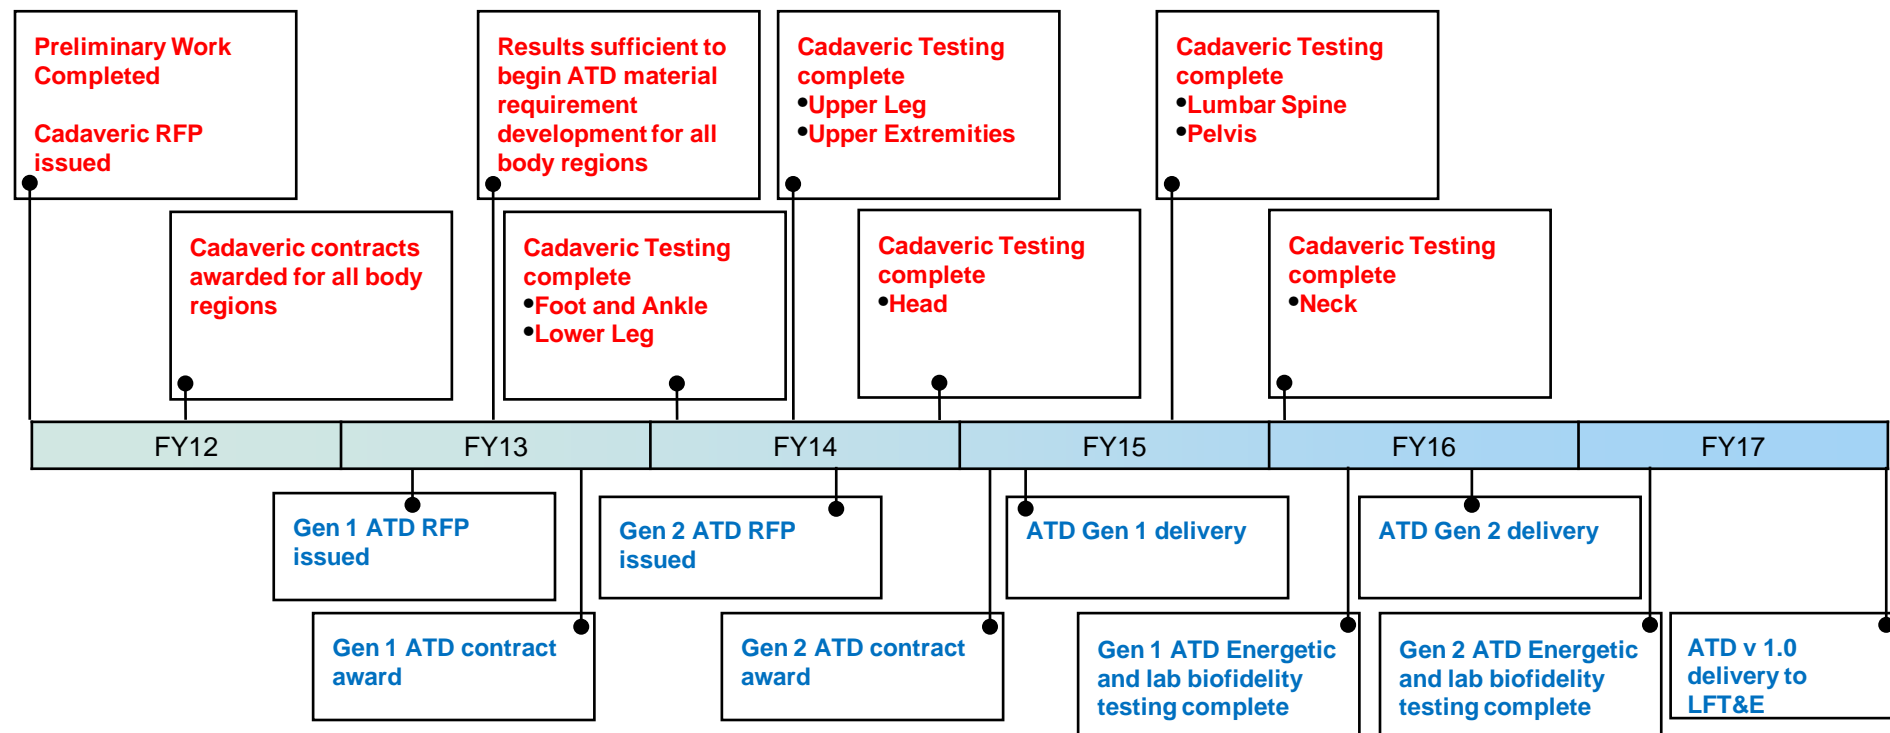 Preliminary Work
Completed
Cadaveric RFP
issued
Results sufficient to
begin ATD material
requirement
development for all
body regions
Cadaveric Testing
complete
•Upper Leg
•Upper Extremities
Cadaveric Testing
complete
•Lumbar Spine
•Pelvis
Cadaveric contracts
awarded for all body
regions
Cadaveric Testing
complete
•Foot and Ankle
•Lower Leg
Cadaveric Testing
complete
•Head
Cadaveric Testing
complete
•Neck
FY12
FY13
FY14
FY15
FY16
FY17
Gen 1 ATD RFP
issued
Gen 2 ATD RFP
issued
ATD Gen 1 delivery
ATD Gen 2 delivery
Gen 1 ATD contract
award
Gen 2 ATD contract
award
Gen 1 ATD Energetic
and lab biofidelity
testing complete
Gen 2 ATD Energetic
and lab biofidelity
testing complete
ATD v 1.0
delivery to
LFT&E